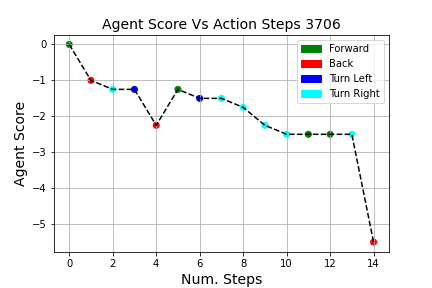 Agent Score Vs Action Steps 3706
Forward
Back
Turn Left
Turn Right
Agent Score
0
−1
−2
−3
−4
−5
0 2 4 6 8 10 12 14
Num. Steps